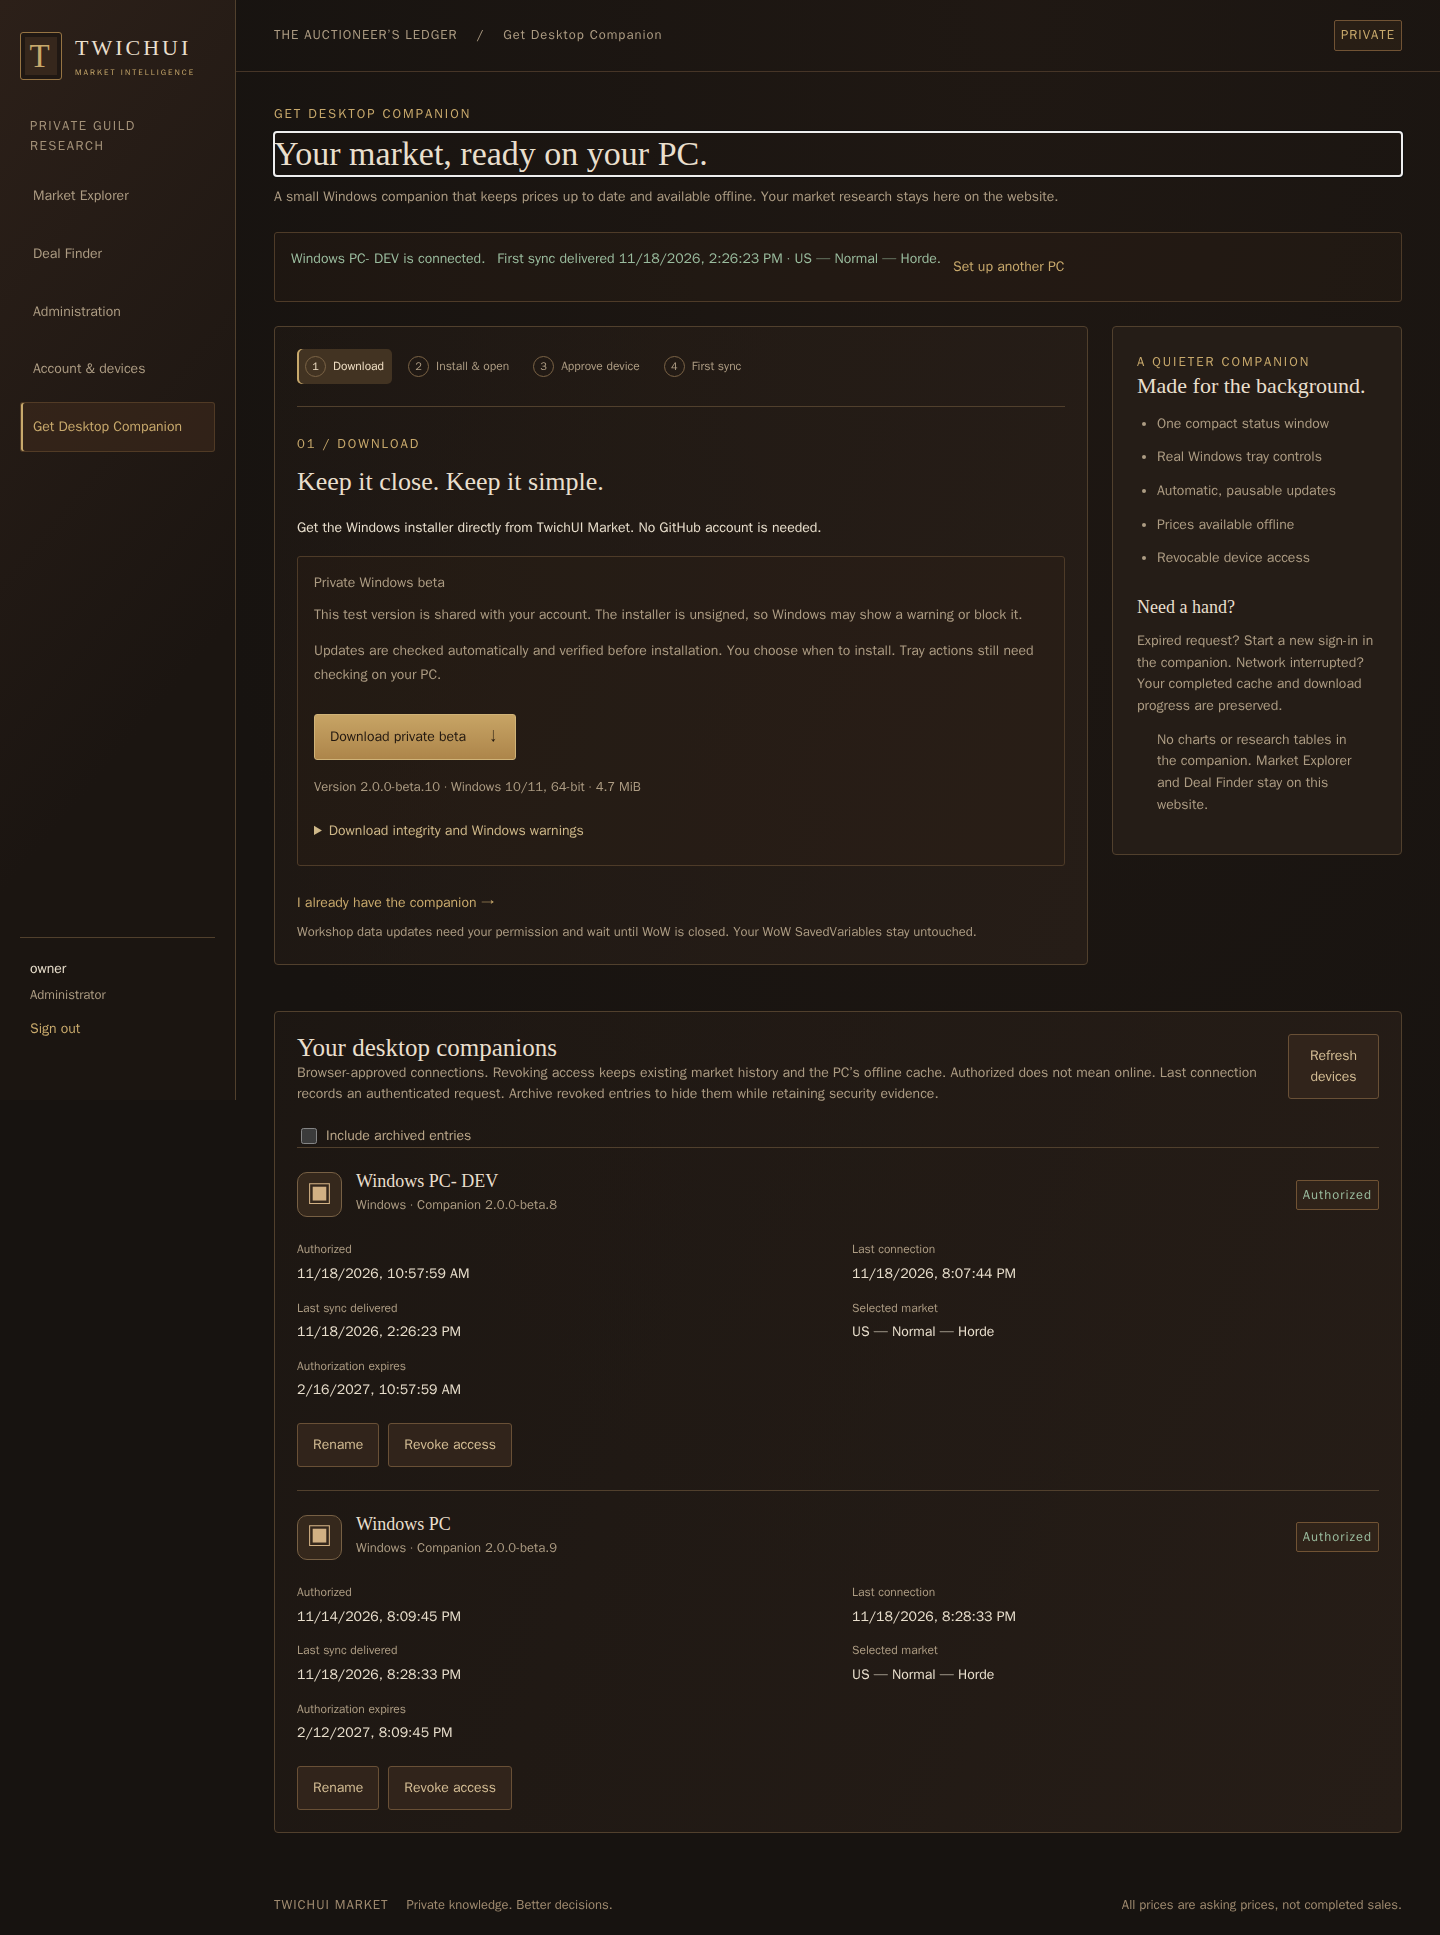 T
TWICHUI
MARKET INTELLIGENCE
PRIVATE GUILD
RESEARCH
Market Explorer
Deal Finder
Administration
Account & devices
Get Desktop Companion
owner
Administrator
Sign out
THE AUCTIONEER'S LEDGER / Get Desktop Companion
PRIVATE
GET DESKTOP COMPANION
Your market, ready on your PC.
A small Windows companion that keeps prices up to date and available offline. Your market research stays here on the website.
Windows PC- DEV is connected. First sync delivered 11/18/2026, 2:26:23 PM · US — Normal — Horde. Set up another PC
1 Download 2 Install & open 3 Approve device 4 First sync
01 / DOWNLOAD
Keep it close. Keep it simple.
Get the Windows installer directly from TwichUI Market. No GitHub account is needed.
Private Windows beta
This test version is shared with your account. The installer is unsigned, so Windows may show a warning or block it.
Updates are checked automatically and verified before installation. You choose when to install. Tray actions still need
checking on your PC.
Download private beta ↓
Version 2.0.0-beta.10 · Windows 10/11, 64-bit · 4.7 MiB
▶ Download integrity and Windows warnings
I already have the companion →
Workshop data updates need your permission and wait until WoW is closed. Your WoW SavedVariables stay untouched.
A QUIETER COMPANION
Made for the background.
• One compact status window
• Real Windows tray controls
• Automatic, pausable updates
• Prices available offline
• Revocable device access
Need a hand?
Expired request? Start a new sign-in in
the companion. Network interrupted?
Your completed cache and download
progress are preserved.
No charts or research tables in
the companion. Market Explorer
and Deal Finder stay on this
website.
Your desktop companions
Browser-approved connections. Revoking access keeps existing market history and the PC's offline cache. Authorized does not mean online. Last connection
records an authenticated request. Archive revoked entries to hide them while retaining security evidence.
Refresh
devices
Include archived entries
Windows PC- DEV
Windows · Companion 2.0.0-beta.8
Authorized
Authorized
11/18/2026, 10:57:59 AM
Last connection
11/18/2026, 8:07:44 PM
Last sync delivered
11/18/2026, 2:26:23 PM
Selected market
US — Normal — Horde
Authorization expires
2/16/2027, 10:57:59 AM
Rename Revoke access
Windows PC
Windows · Companion 2.0.0-beta.9
Authorized
Authorized
11/14/2026, 8:09:45 PM
Last connection
11/18/2026, 8:28:33 PM
Last sync delivered
11/18/2026, 8:28:33 PM
Selected market
US — Normal — Horde
Authorization expires
2/12/2027, 8:09:45 PM
Rename Revoke access
TWICHUI MARKET Private knowledge. Better decisions.
All prices are asking prices, not completed sales.